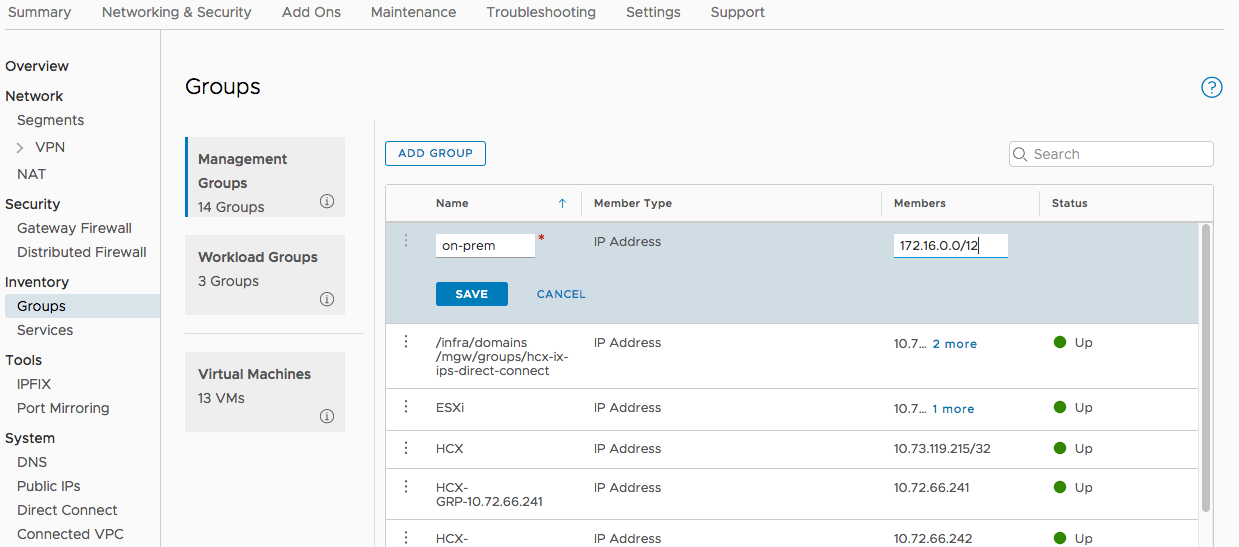 Summary Networking & Security Add Ons Maintenance Troubleshooting Settings Support
Overview
Network
Segments
VPN
NAT
Security
Gateway Firewall
Distributed Firewall
Inventory
Groups
Services
Tools
IPFIX
Port Mirroring
System
DNS
Public IPs
Direct Connect
Connected VPC
Groups
?
Management
Groups
14 Groups
Workload Groups
3 Groups
Virtual Machines
13 VMs
ADD GROUP
Search
Name Member Type Members Status
on-prem * IP Address 172.16.0.0/12
SAVE CANCEL
/infra/domains IP Address 10.7... 2 more Up
/mgw/groups/hcx-ix-
ips-direct-connect
ESXi IP Address 10.7... 1 more Up
HCX IP Address 10.73.119.215/32 Up
HCX- IP Address 10.72.66.241 Up
GRP-10.72.66.241
HCX- IP Address 10.72.66.242 Up